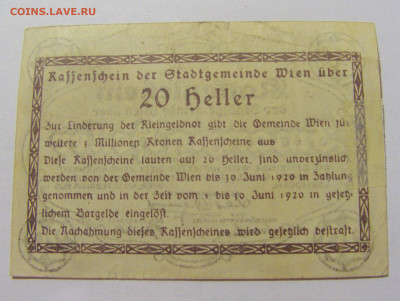 COINS.ЛАВЕ.RU
Kassenschein der Stadtgemeinde Wien über
20 Heller
Zur Linderung der Kleingeldnot gibt die Gemeinde Wien für
weitere 1 Millionen Kronen Kassenscheine aus
Diese Kassenscheine lauten auf 20 Heller, sind unverzinslich,
werden von der Gemeinde Wien bis 30 Juni 1920 in Zahlung
genommen und in der Zeit vom 1 bis 30 Juni 1920 in gesetz
lichem Bargelde eingelöst.
Die Nachahmung dieses Kassenscheines wird gesetzlich bestraft.